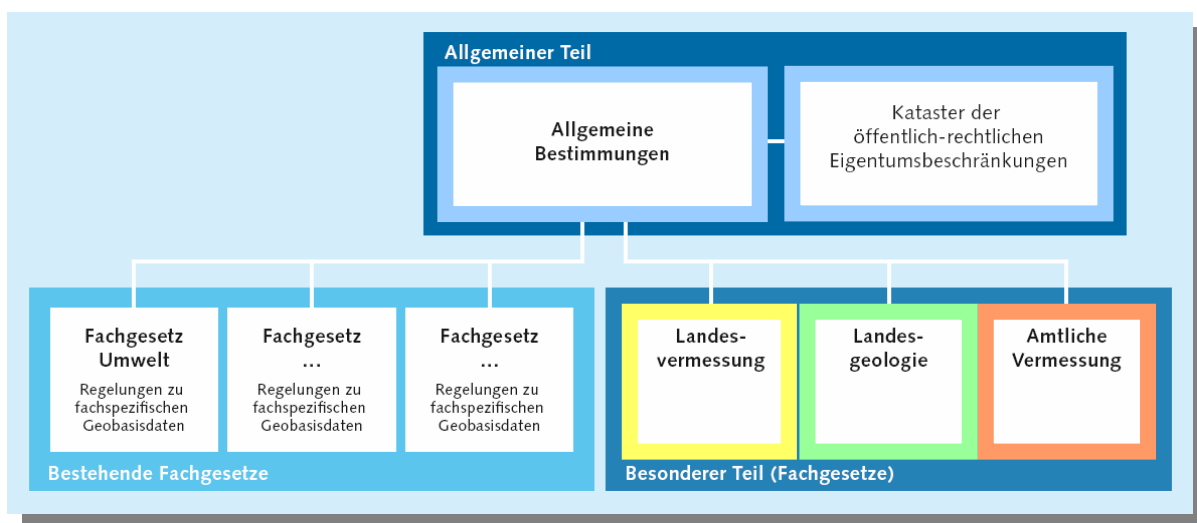 Allgemeiner Teil
Allgemeine
Bestimmungen
Kataster der
öffentlich-rechtlichen
Eigentumsbeschränkungen
Fachgesetz
Umwelt
Regelungen zu
fachspezifischen
Geobasisdaten
Fachgesetz
...
Regelungen zu
fachspezifischen
Geobasisdaten
Fachgesetz
...
Regelungen zu
fachspezifischen
Geobasisdaten
Bestehende Fachgesetze
Landes-
vermessung
Landes-
geologie
Amtliche
Vermessung
Besonderer Teil (Fachgesetze)